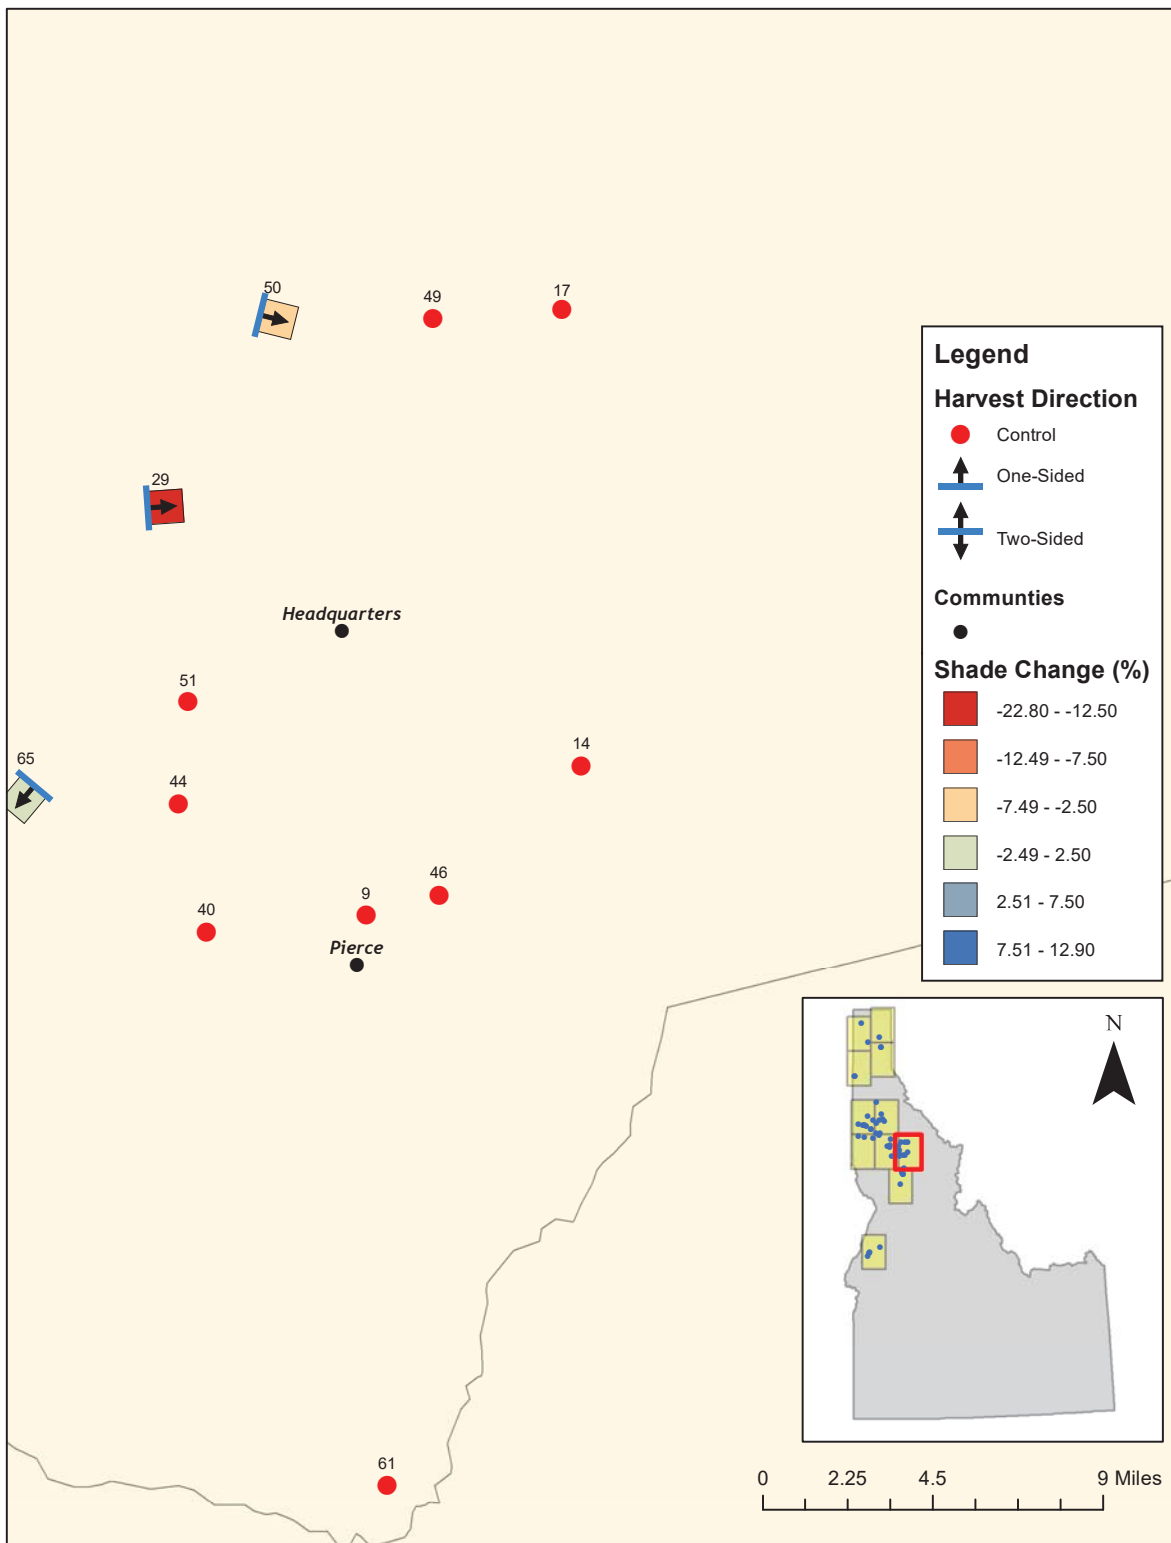 50
49
17
29
Headquarters
51
65
44
14
46
9
40
Pierce
61
Legend
Harvest Direction
Control
One-Sided
Two-Sided
Communties
Shade Change (%)
-22.80 - -12.50
-12.49 - -7.50
-7.49 - -2.50
-2.49 - 2.50
2.51 - 7.50
7.51 - 12.90
N
0 2.25 4.5 9 Miles